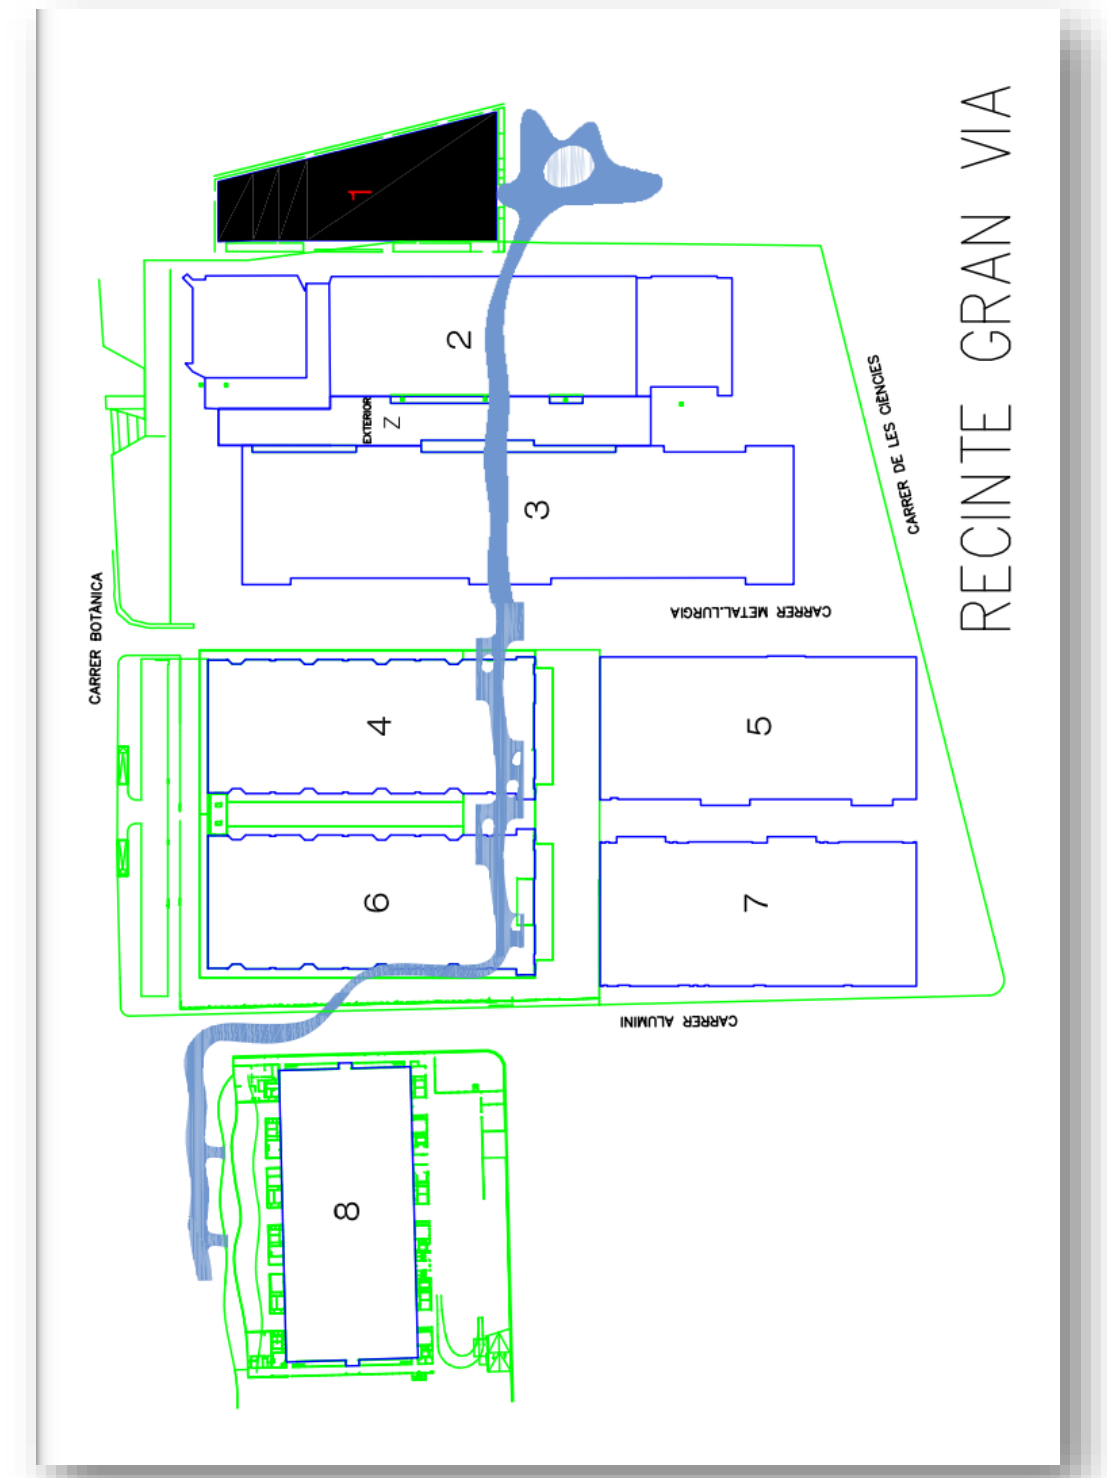 RECINTE GRAN VIA
1
2
EXTERIOR
Z
3
CARRER DE LES CIÈNCIES
CARRER METAL.LURGIA
CARRER BOTÀNICA
4
5
6
7
CARRER ALUMINI
8